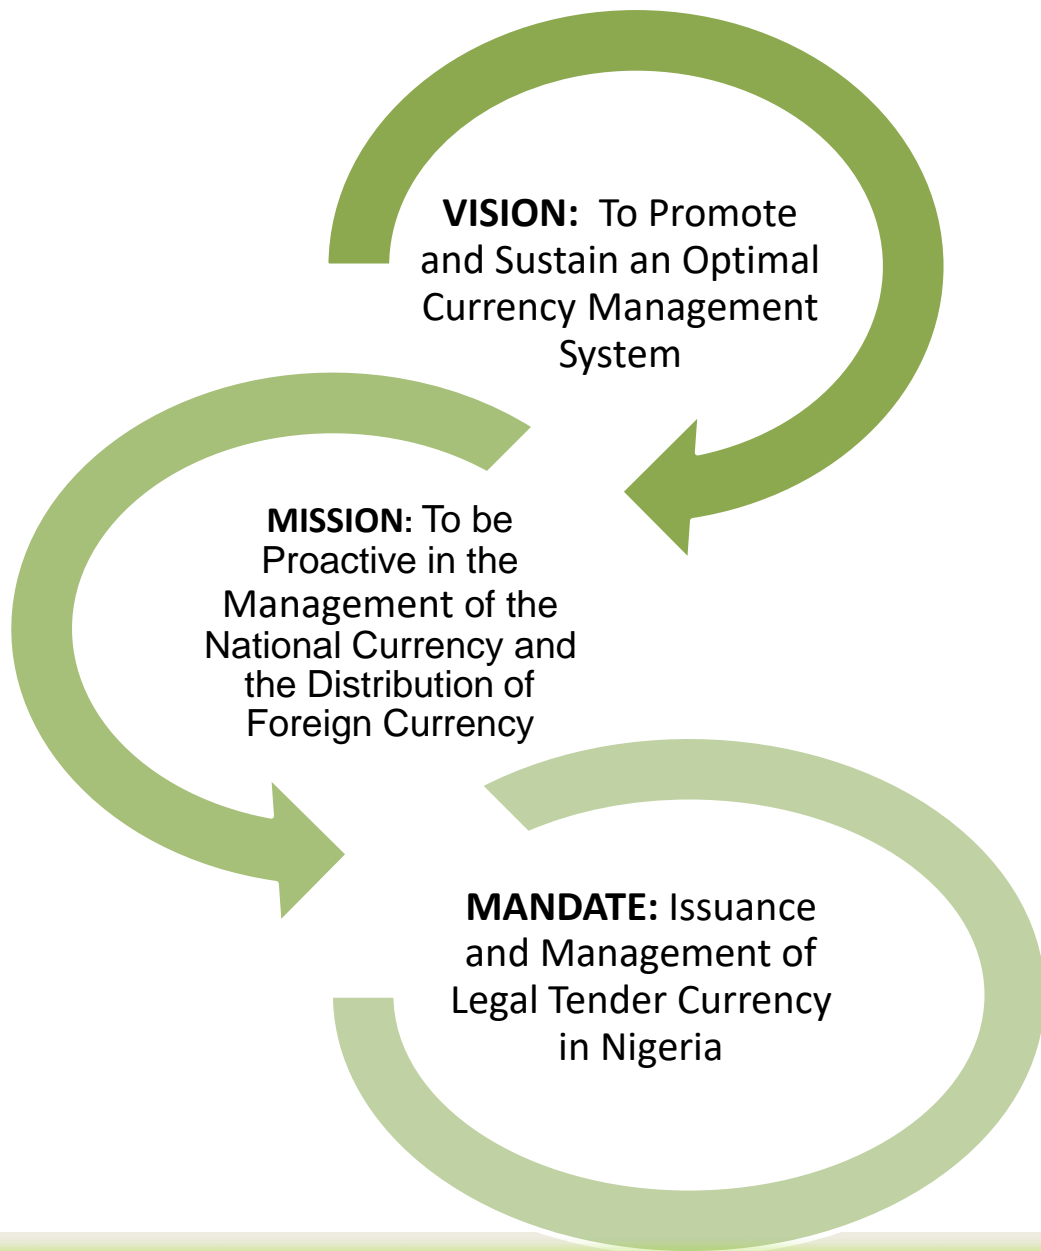 VISION: To Promote
and Sustain an Optimal
Currency Management
System
MISSION: To be
Proactive in the
Management of the
National Currency and
the Distribution of
Foreign Currency
MANDATE: Issuance
and Management of
Legal Tender Currency
in Nigeria